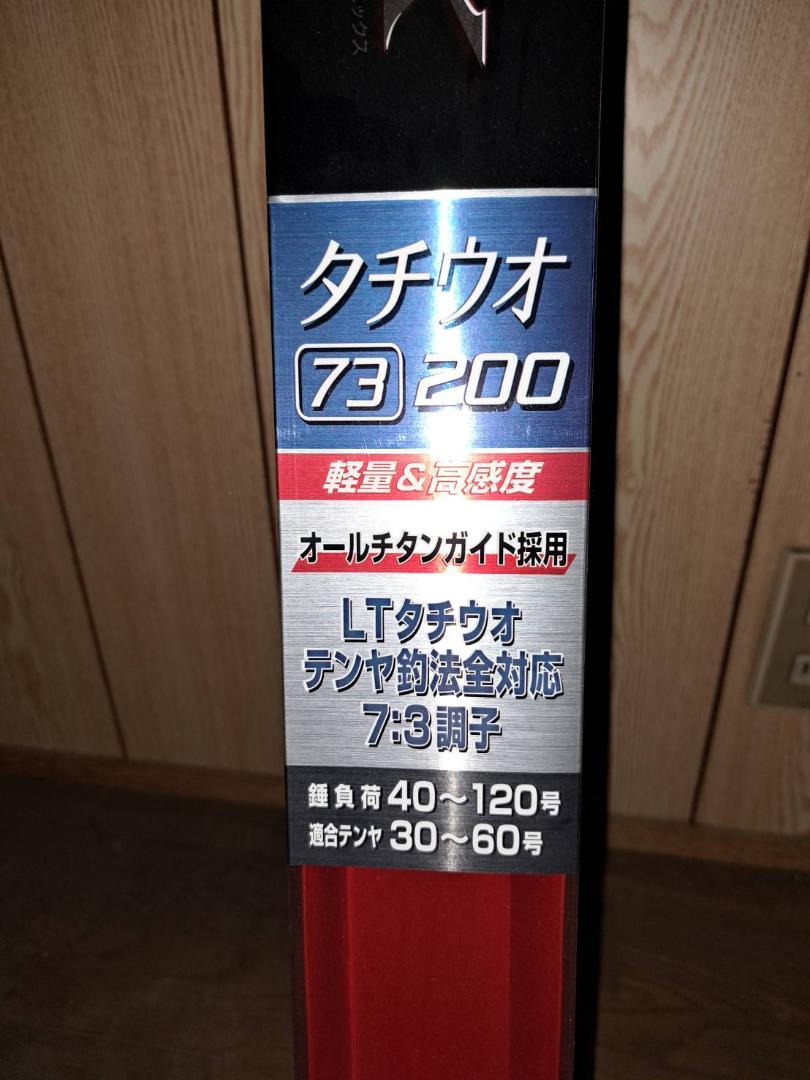 ックス
タチウオ
73 200
軽量&高感度
オールチタンガイド採用
LTタチウオ
テンヤ釣法全対応
7:3調子
錘負荷 40～120号
適合テンヤ 30～60号